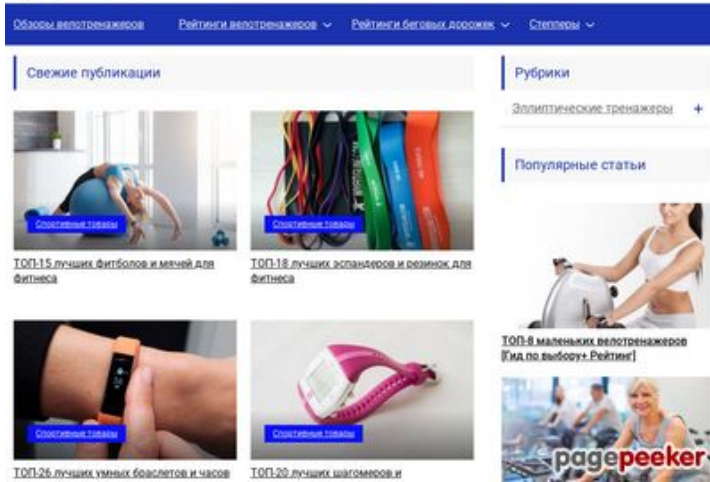 Обзоры велотренажеров
Рейтинги велотренажеров
Рейтинги беговых дорожек
Степперы
Свежие публикации
Спортивные товары
ТОП-15 лучших фитболов и мячей для
фитнеса
Спортивные товары
ТОП-18 лучших эспандеров и резинок для
фитнеса
Спортивные товары
ТОП-26 лучших умных браслетов и часов
Спортивные товары
ТОП-20 лучших шагомеров и
Рубрики
Эллиптические тренажеры +
Популярные статьи
ТОП-8 маленьких велотренажеров
[Гид по выбору+ Рейтинг]
pagepeeker